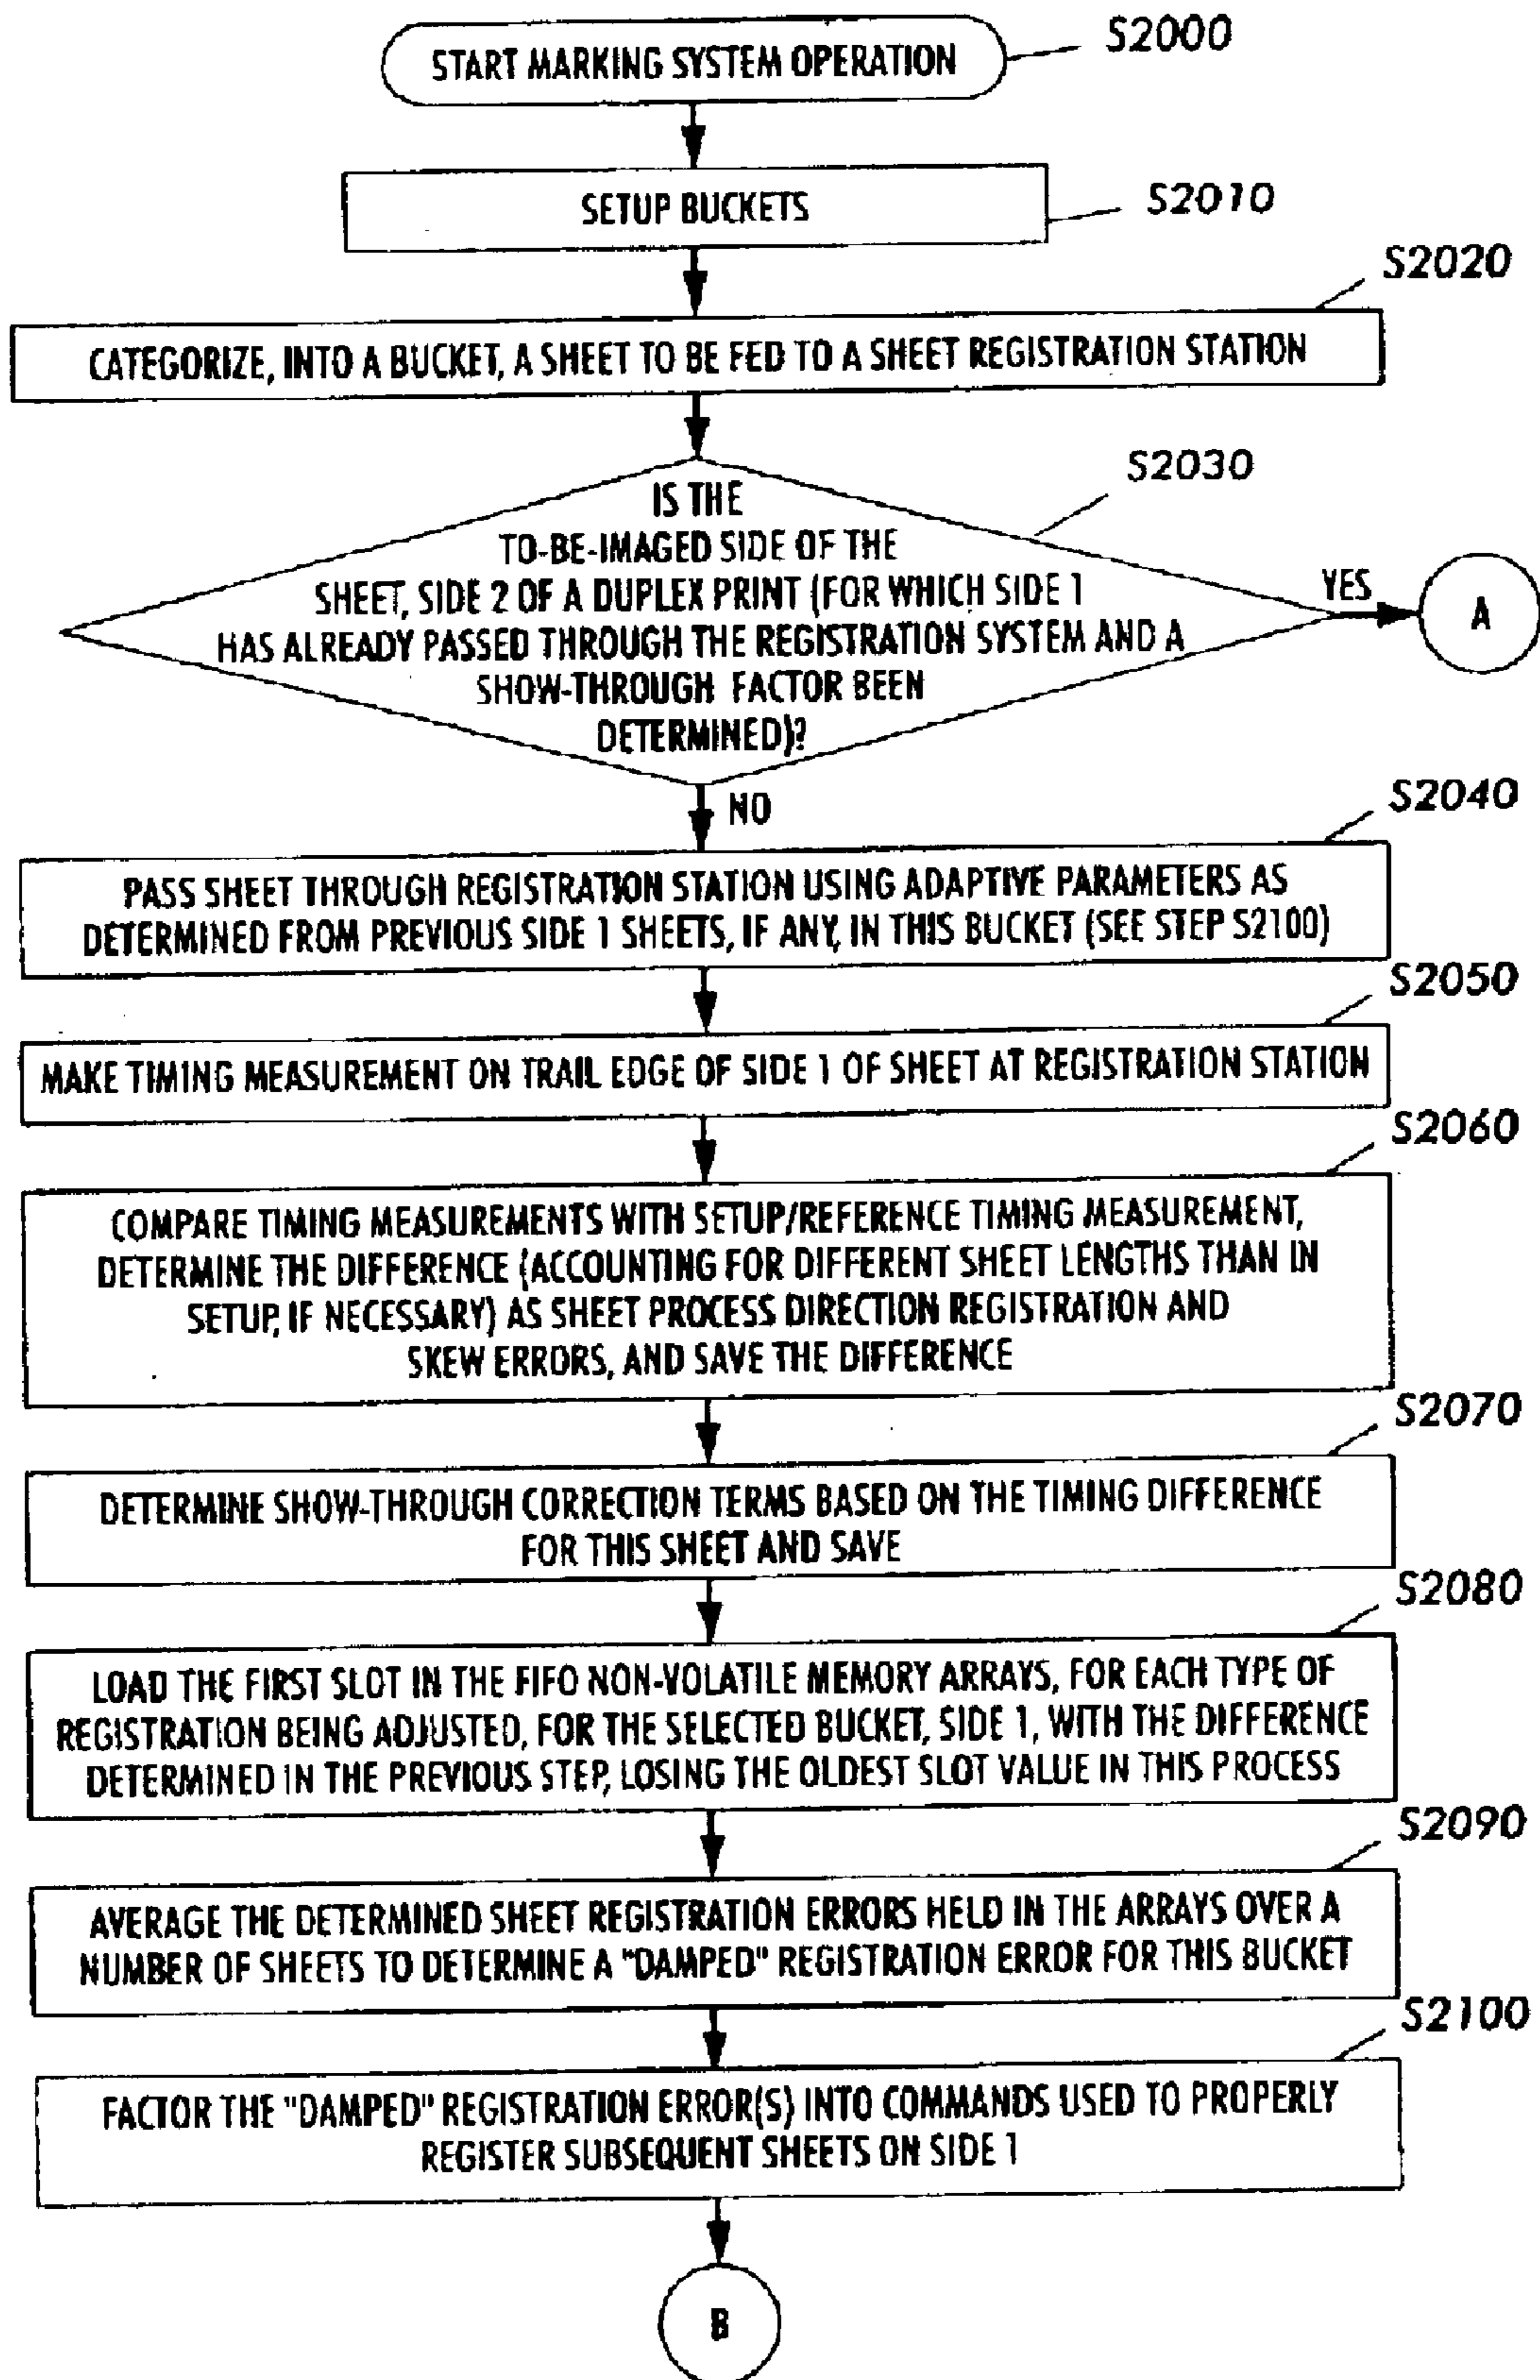 START MARKING SYSTEM OPERATION
S2000
SETUP BUCKETS
S2010
S2020
CATEGORIZE, INTO A BUCKET, A SHEET TO BE FED TO A SHEET REGISTRATION STATION
S2030
IS THE
TO-BE-IMAGED SIDE OF THE
SHEET, SIDE 2 OF A DUPLEX PRINT (FOR WHICH SIDE 1
HAS ALREADY PASSED THROUGH THE REGISTRATION SYSTEM AND A
SHOW-THROUGH FACTOR BEEN
DETERMINED)?
YES
A
NO
S2040
PASS SHEET THROUGH REGISTRATION STATION USING ADAPTIVE PARAMETERS AS
DETERMINED FROM PREVIOUS SIDE 1 SHEETS, IF ANY, IN THIS BUCKET (SEE STEP S2100)
S2050
MAKE TIMING MEASUREMENT ON TRAIL EDGE OF SIDE 1 OF SHEET AT REGISTRATION STATION
S2060
COMPARE TIMING MEASUREMENTS WITH SETUP/REFERENCE TIMING MEASUREMENT,
DETERMINE THE DIFFERENCE (ACCOUNTING FOR DIFFERENT SHEET LENGTHS THAN IN
SETUP, IF NECESSARY) AS SHEET PROCESS DIRECTION REGISTRATION AND
SKEW ERRORS, AND SAVE THE DIFFERENCE
S2070
DETERMINE SHOW-THROUGH CORRECTION TERMS BASED ON THE TIMING DIFFERENCE
FOR THIS SHEET AND SAVE
S2080
LOAD THE FIRST SLOT IN THE FIFO NON-VOLATILE MEMORY ARRAYS, FOR EACH TYPE OF
REGISTRATION BEING ADJUSTED, FOR THE SELECTED BUCKET, SIDE 1, WITH THE DIFFERENCE
DETERMINED IN THE PREVIOUS STEP, LOSING THE OLDEST SLOT VALUE IN THIS PROCESS
S2090
AVERAGE THE DETERMINED SHEET REGISTRATION ERRORS HELD IN THE ARRAYS OVER A
NUMBER OF SHEETS TO DETERMINE A "DAMPED" REGISTRATION ERROR FOR THIS BUCKET
S2100
FACTOR THE "DAMPED" REGISTRATION ERROR(S) INTO COMMANDS USED TO PROPERLY
REGISTER SUBSEQUENT SHEETS ON SIDE 1
B